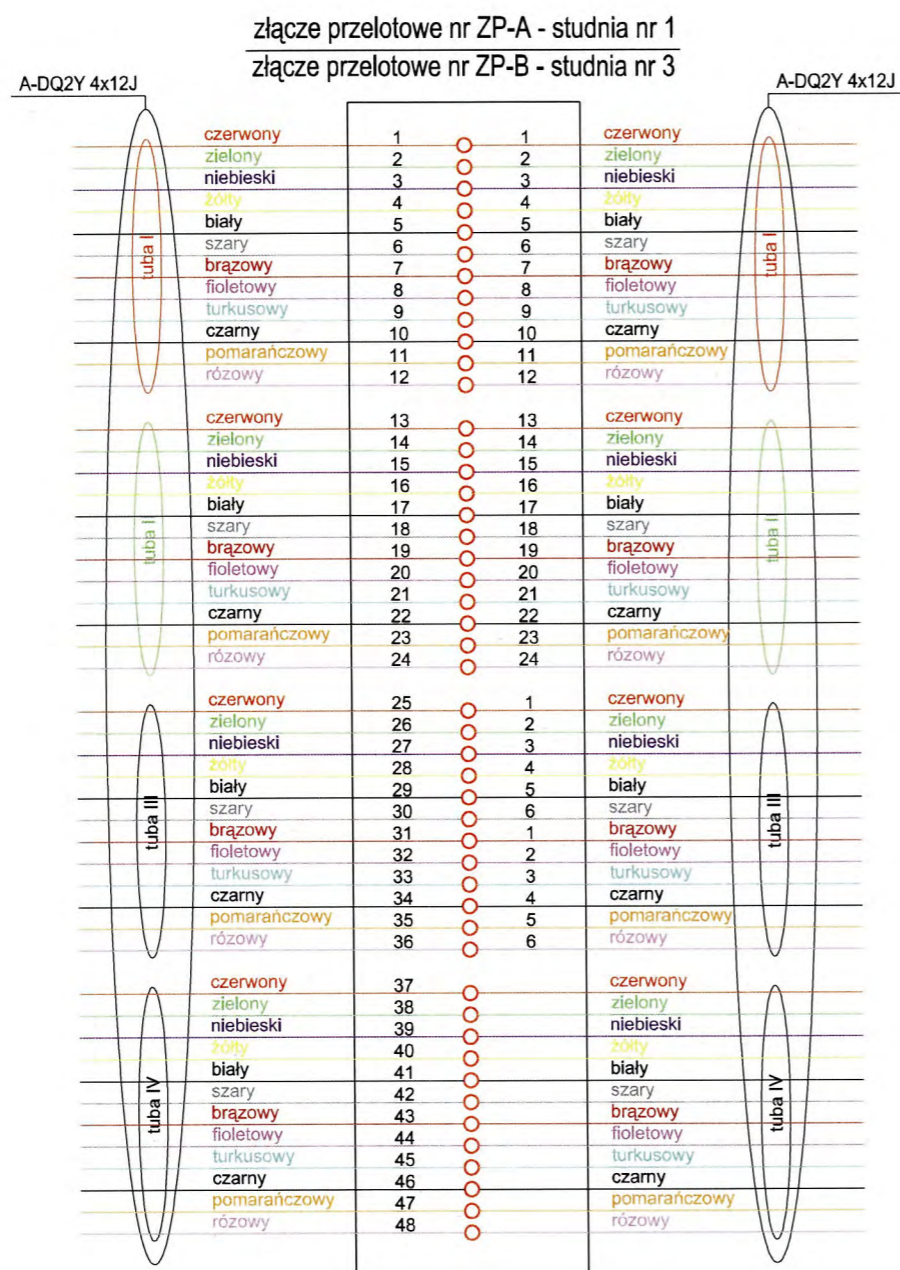 złącze przelotowe nr ZP-A - studnia nr 1
złącze przelotowe nr ZP-B - studnia nr 3
A-DQ2Y 4x12J A-DQ2Y 4x12J
czerwony 1 1 czerwony
zielony 2 2 zielony
niebieski 3 3 niebieski
żółty 4 4 żółty
biały 5 5 biały
szary 6 6 szary
tuba I tuba I
brązowy 7 7 brązowy
fioletowy 8 8 fioletowy
turkusowy 9 9 turkusowy
czarny 10 10 czarny
pomarańczowy 11 11 pomarańczowy
rózowy 12 12 rózowy
czerwony 13 13 czerwony
zielony 14 14 zielony
niebieski 15 15 niebieski
żółty 16 16 żółty
biały 17 17 biały
szary 18 18 szary
tuba I tuba I
brązowy 19 19 brązowy
fioletowy 20 20 fioletowy
turkusowy 21 21 turkusowy
czarny 22 22 czarny
pomarańczowy 23 23 pomarańczowy
rózowy 24 24 rózowy
czerwony 25 1 czerwony
zielony 26 2 zielony
niebieski 27 3 niebieski
żółty 28 4 żółty
biały 29 5 biały
szary 30 6 szary
tuba III tuba III
brązowy 31 1 brązowy
fioletowy 32 2 fioletowy
turkusowy 33 3 turkusowy
czarny 34 4 czarny
pomarańczowy 35 5 pomarańczowy
rózowy 36 6 rózowy
czerwony 37 czerwony
zielony 38 zielony
niebieski 39 niebieski
żółty 40 żółty
biały 41 biały
szary 42 szary
tuba IV tuba IV
brązowy 43 brązowy
fioletowy 44 fioletowy
turkusowy 45 turkusowy
czarny 46 czarny
pomarańczowy 47 pomarańczowy
rózowy 48 rózowy